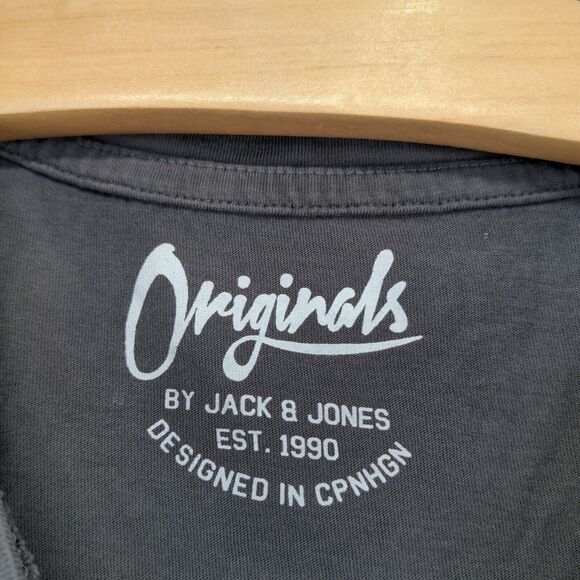 Originals
BY JACK & JONES
EST. 1990
DESIGNED IN CPNHGN